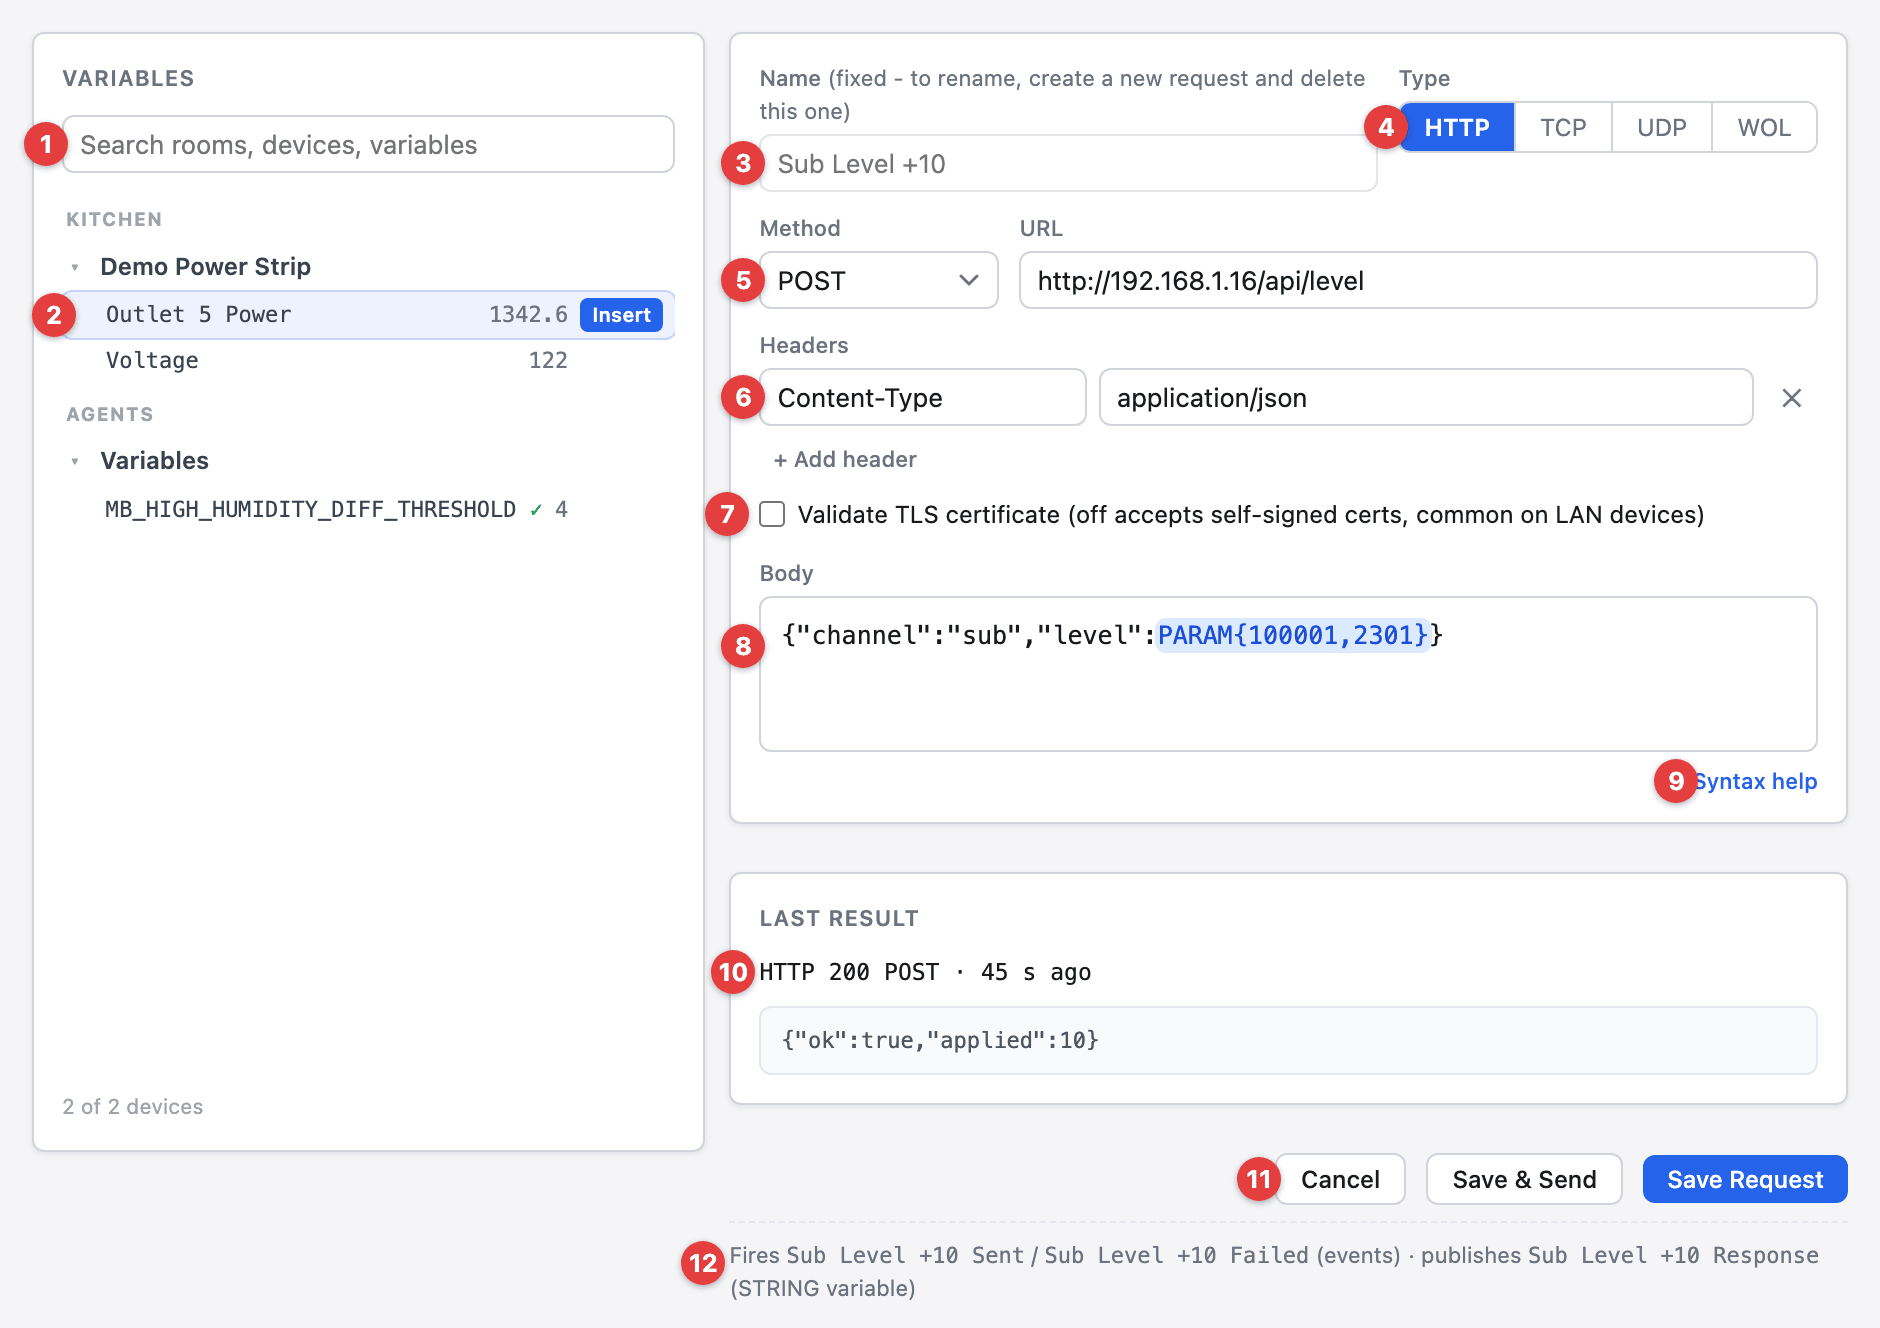 VARIABLES
1
Search rooms, devices, variables
KITCHEN
▾ Demo Power Strip
2
Outlet 5 Power 1342.6 Insert
Voltage 122
AGENTS
▾ Variables
MB_HIGH_HUMIDITY_DIFF_THRESHOLD ✓ 4
2 of 2 devices
Name (fixed - to rename, create a new request and delete
this one)
3
Sub Level +10
Type
4
HTTP TCP UDP WOL
Method URL
5
POST http://192.168.1.16/api/level
Headers
6
Content-Type application/json ×
+ Add header
7
Validate TLS certificate (off accepts self-signed certs, common on LAN devices)
Body
8
{"channel":"sub","level":PARAM{100001,2301}}
9
Syntax help
LAST RESULT
10
HTTP 200 POST · 45 s ago
{"ok":true,"applied":10}
11
Cancel Save & Send Save Request
12
Fires Sub Level +10 Sent / Sub Level +10 Failed (events) · publishes Sub Level +10 Response
(STRING variable)